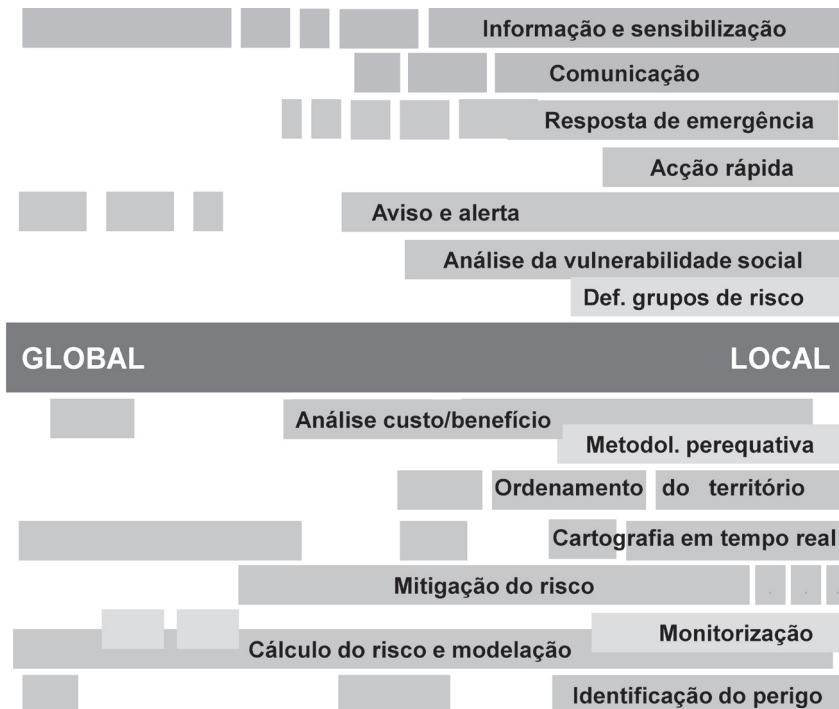 Informação e sensibilização
Comunicação
Resposta de emergência
Acção rápida
Aviso e alerta
Análise da vulnerabilidade social
Def. grupos de risco
GLOBAL LOCAL
Análise custo/benefício
Metodol. perequativa
Ordenamento do território
Cartografia em tempo real
Mitigação do risco
Monitorização
Cálculo do risco e modelação
Identificação do perigo